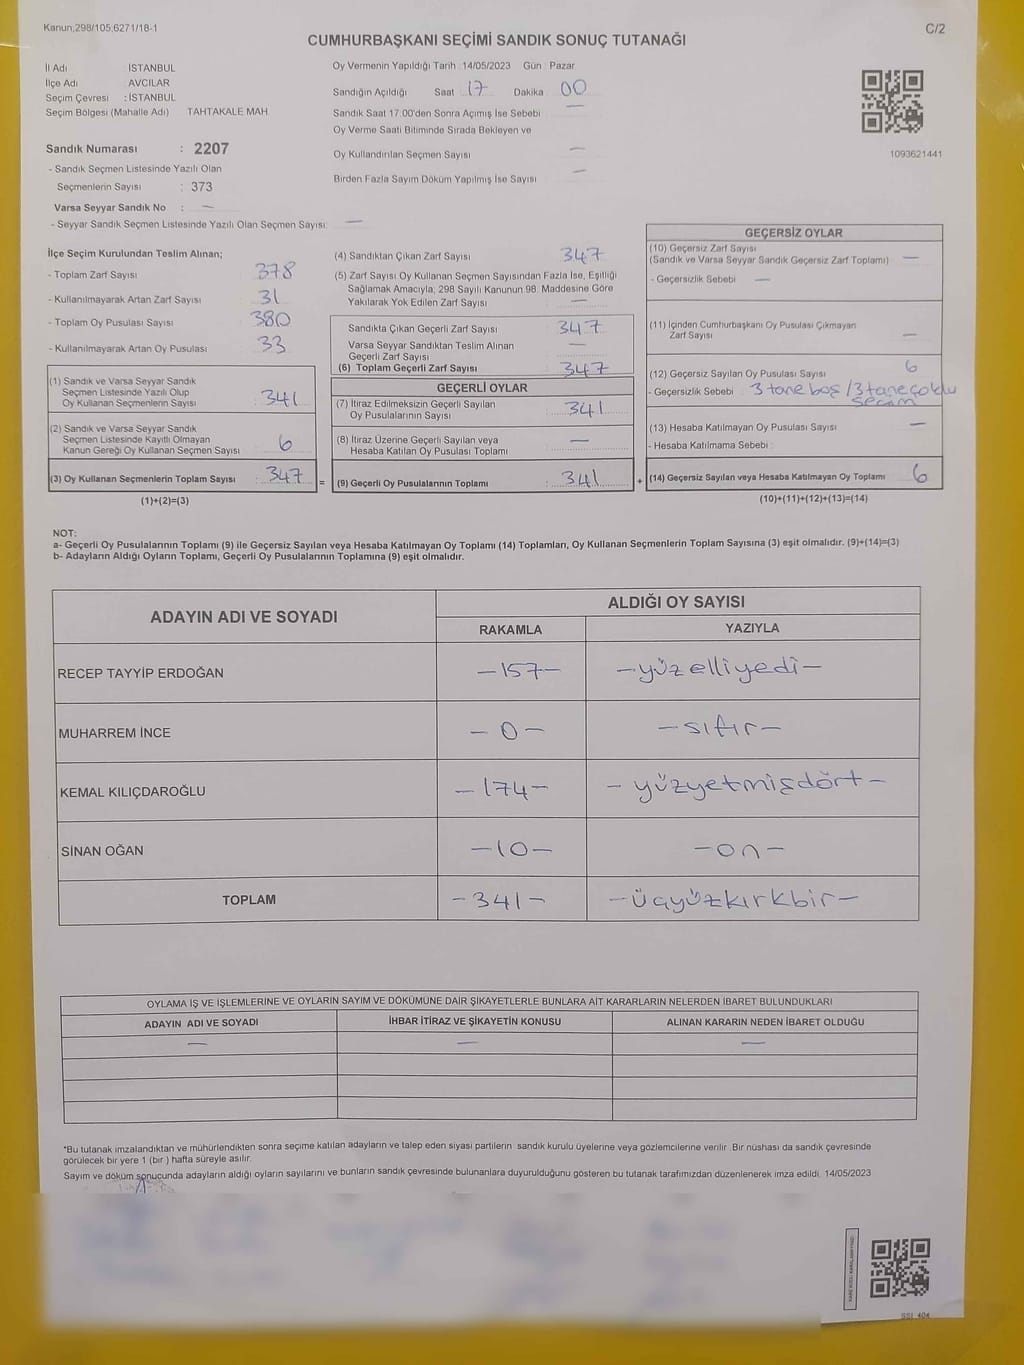 Kanun;298/105;6271/18-1
C/2
CUMHURBAŞKANI SEÇİMİ SANDIK SONUÇ TUTANAĞI
İl Adı : İSTANBUL
İlçe Adı : AVCILAR
Seçim Çevresi : İSTANBUL
Seçim Bölgesi (Mahalle Adı) TAHTAKALE MAH.
Sandık Numarası : 2207
- Sandık Seçmen Listesinde Yazılı Olan
Seçmenlerin Sayısı : 373
Varsa Seyyar Sandık No : —
- Seyyar Sandık Seçmen Listesinde Yazılı Olan Seçmen Sayısı: —
Oy Vermenin Yapıldığı Tarih : 14/05/2023 Gün : Pazar
Sandığın Açıldığı Saat : 17 Dakika : 00
Sandık Saat 17:00'den Sonra Açımış İse Sebebi : —
Oy Verme Saati Bitiminde Sırada Bekleyen ve
Oy Kullandırılan Seçmen Sayısı : —
Birden Fazla Sayım Döküm Yapılmış İse Sayısı : —
1093621441
İlçe Seçim Kurulundan Teslim Alınan;
- Toplam Zarf Sayısı : 378
- Kullanılmayarak Artan Zarf Sayısı : 31
- Toplam Oy Pusulası Sayısı : 380
- Kullanılmayarak Artan Oy Pusulası : 33
(1) Sandık ve Varsa Seyyar Sandık
Seçmen Listesinde Yazılı Olup
Oy Kullanan Seçmenlerin Sayısı : 341
(2) Sandık ve Varsa Seyyar Sandık
Seçmen Listesinde Kayıtlı Olmayan
Kanun Gereği Oy Kullanan Seçmen Sayısı : 6
(3) Oy Kullanan Seçmenlerin Toplam Sayısı : 347
(1)+(2)=(3)
=
(4) Sandıktan Çıkan Zarf Sayısı : 347
(5) Zarf Sayısı Oy Kullanan Seçmen Sayısından Fazla İse, Eşitliği
Sağlamak Amacıyla; 298 Sayılı Kanunun 98. Maddesine Göre
Yakılarak Yok Edilen Zarf Sayısı : —
Sandıkta Çıkan Geçerli Zarf Sayısı : 347
Varsa Seyyar Sandıktan Teslim Alınan
Geçerli Zarf Sayısı : —
(6) Toplam Geçerli Zarf Sayısı : 347
GEÇERLİ OYLAR
(7) İtiraz Edilmeksizin Geçerli Sayılan
Oy Pusulalarının Sayısı : 341
(8) İtiraz Üzerine Geçerli Sayılan veya
Hesaba Katılan Oy Pusulası Toplamı : —
(9) Geçerli Oy Pusulalarının Toplamı : 341
+
GEÇERSİZ OYLAR
(10) Geçersiz Zarf Sayısı
(Sandık ve Varsa Seyyar Sandık Geçersiz Zarf Toplamı) : —
- Geçersizlik Sebebi : —
(11) İçinden Cumhurbaşkanı Oy Pusulası Çıkmayan
Zarf Sayısı : —
(12) Geçersiz Sayılan Oy Pusulası Sayısı : 6
- Geçersizlik Sebebi : 3 tane boş / 3 tane çoklu
seçim
(13) Hesaba Katılmayan Oy Pusulası Sayısı : —
- Hesaba Katılmama Sebebi :
(14) Geçersiz Sayılan veya Hesaba Katılmayan Oy Toplamı : 6
(10)+(11)+(12)+(13)=(14)
NOT:
a- Geçerli Oy Pusulalarının Toplamı (9) ile Geçersiz Sayılan veya Hesaba Katılmayan Oy Toplamı (14) Toplamları, Oy Kullanan Seçmenlerin Toplam Sayısına (3) eşit olmalıdır. (9)+(14)=(3)
b- Adayların Aldığı Oyların Toplamı, Geçerli Oy Pusulalarının Toplamına (9) eşit olmalıdır.
ADAYIN ADI VE SOYADI
ALDIĞI OY SAYISI
RAKAMLA YAZIYLA
RECEP TAYYİP ERDOĞAN —157— —yüzelliyedi—
MUHARREM İNCE —0— —sıfır—
KEMAL KILIÇDAROĞLU —174— —yüzyetmişdört—
SİNAN OĞAN —10— —on—
TOPLAM —341— —üçyüzkırkbir—
OYLAMA İŞ VE İŞLEMLERİNE VE OYLARIN SAYIM VE DÖKÜMÜNE DAİR ŞİKAYETLERLE BUNLARA AİT KARARLARIN NELERDEN İBARET BULUNDUKLARI
ADAYIN ADI VE SOYADI İHBAR İTİRAZ VE ŞİKAYETİN KONUSU ALINAN KARARIN NEDEN İBARET OLDUĞU
— — —
*Bu tutanak imzalandıktan ve mühürlendikten sonra seçime katılan adayların ve talep eden siyasi partilerin sandık kurulu üyelerine veya gözlemcilerine verilir. Bir nüshası da sandık çevresinde
görülecek bir yere 1 (bir ) hafta süreyle asılır.
Sayım ve döküm sonucunda adayların aldığı oyların sayılarını ve bunların sandık çevresinde bulunanlara duyurulduğunu gösteren bu tutanak tarafımızdan düzenlenerek imza edildi. 14/05/2023
SSI_404